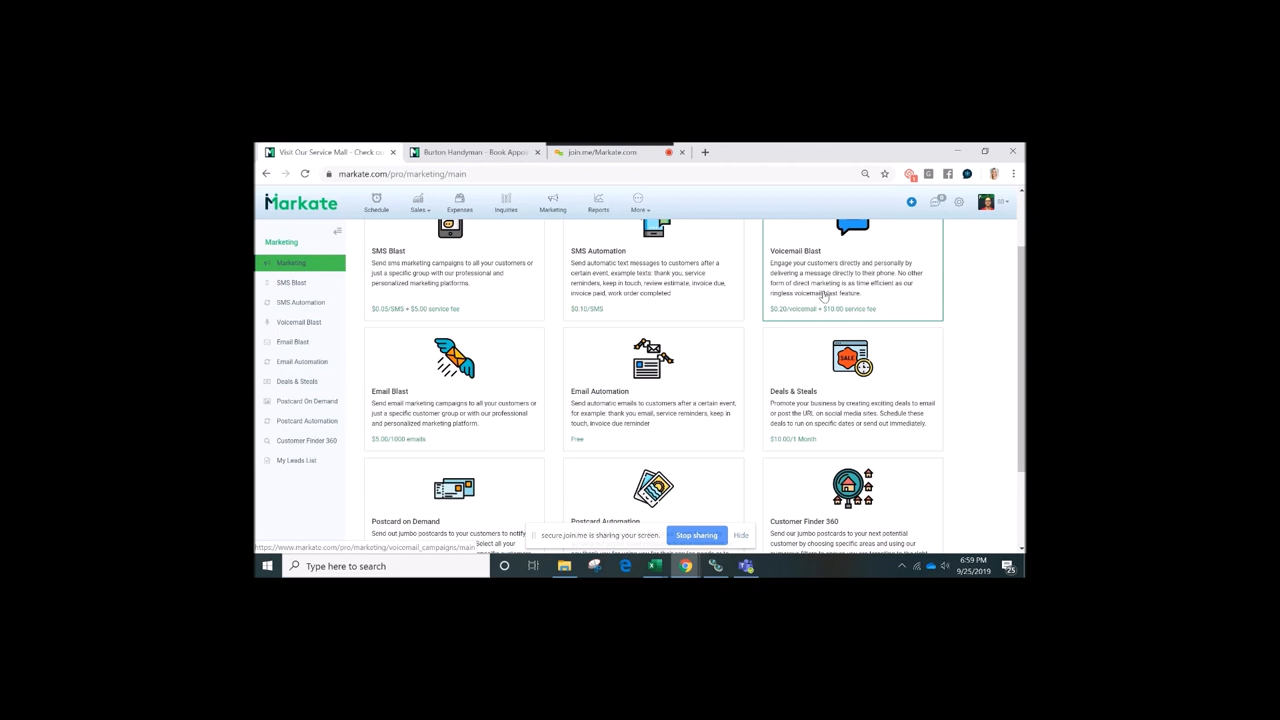 Visit Our Service Mall - Check ou
Burton Handyman - Book Appoi
join.me/Markate.com
markate.com/pro/marketing/main
Markate
Schedule
Sales
Expenses
Inquiries
Marketing
Reports
More
Marketing
Marketing
SMS Blast
SMS Automation
Voicemail Blast
Email Blast
Email Automation
Deals & Steals
Postcard On Demand
Postcard Automation
Customer Finder 360
My Leads List
SMS Blast
Send sms marketing campaigns to all your customers or
just a specific group with our professional and
personalized marketing platforms.
$0.05/SMS + $5.00 service fee
SMS Automation
Send automatic text messages to customers after a
certain event, example texts: thank you, service
reminders, keep in touch, review estimate, invoice due,
invoice paid, work order completed
$0.10/SMS
Voicemail Blast
Engage your customers directly and personally by
delivering a message directly to their phone. No other
form of direct marketing is as time efficient as our
ringless voicemail blast feature.
$0.20/voicemail + $10.00 service fee
Email Blast
Send email marketing campaigns to all your customers or
just a specific customer group or with our professional
and personalized marketing platform.
$5.00/1000 emails
Email Automation
Send automatic emails to customers after a certain event,
for example: thank you email, service reminders, keep in
touch, invoice due reminder
Free
SALE
Deals & Steals
Promote your business by creating exciting deals to email
or post the URL on social media sites. Schedule these
deals to run on specific dates or send out immediately.
$10.00/1 Month
Postcard on Demand
Send out jumbo postcards to your customers to notify
Select all your
Postcard Automation
Customer Finder 360
Send our jumbo postcards to your next potential
customer by choosing specific areas and using our
secure.join.me is sharing your screen.
Stop sharing
Hide
https://www.markate.com/pro/marketing/voicemail_campaigns/main
Type here to search
6:59 PM
9/25/2019
25